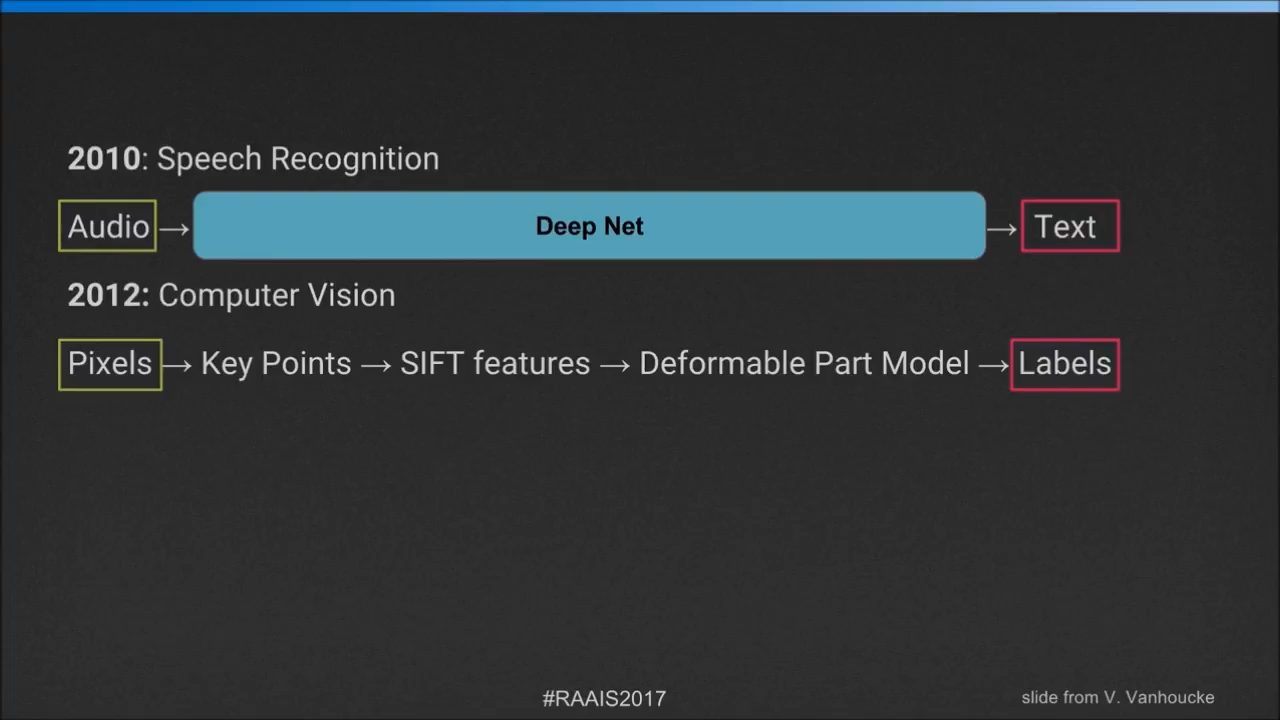 2010: Speech Recognition
Audio → Deep Net → Text
2012: Computer Vision
Pixels → Key Points → SIFT features → Deformable Part Model → Labels
#RAAIS2017
slide from V. Vanhoucke